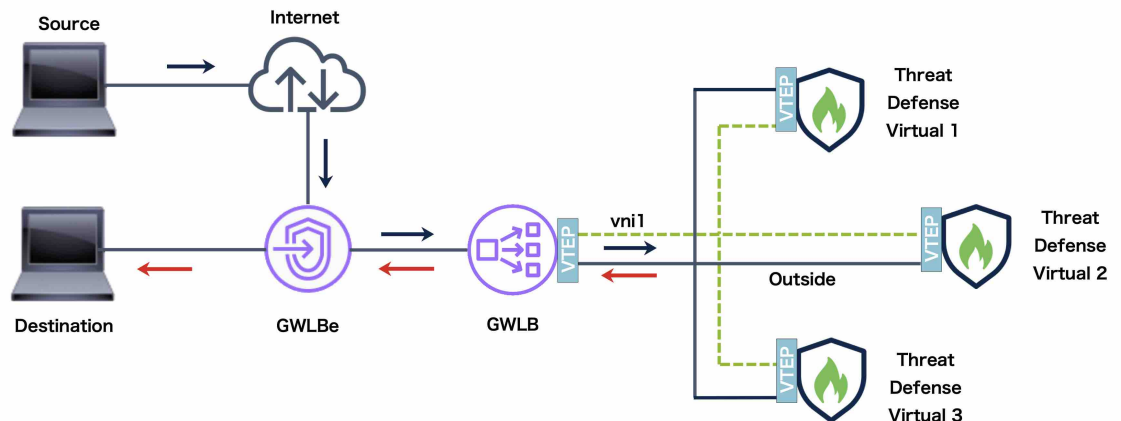 Source
Internet
VTEP
Threat
Defense
Virtual 1
vni1
VTEP
VTEP
Threat
Defense
Virtual 2
Outside
Destination
GWLBe
GWLB
VTEP
Threat
Defense
Virtual 3